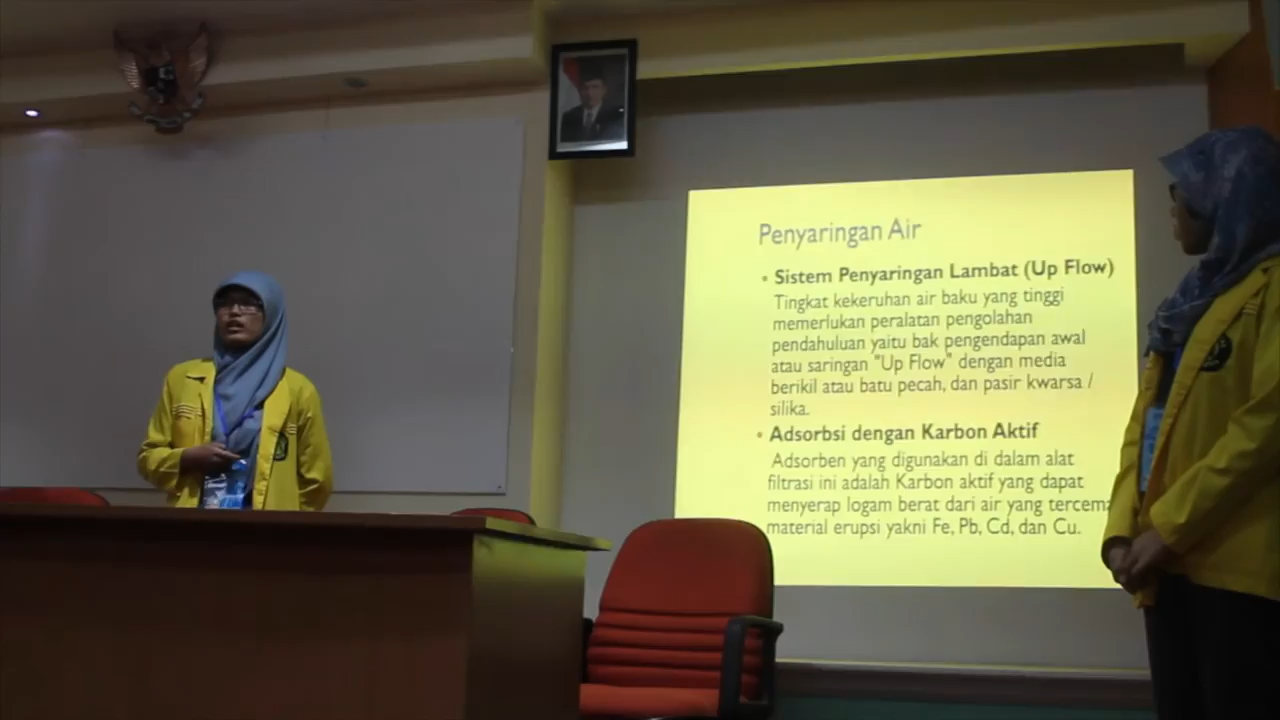 Penyaringan Air
• Sistem Penyaringan Lambat (Up Flow)
Tingkat kekeruhan air baku yang tinggi
memerlukan peralatan pengolahan
pendahuluan yaitu bak pengendapan awal
atau saringan "Up Flow" dengan media
berikil atau batu pecah, dan pasir kwarsa /
silika.
• Adsorbsi dengan Karbon Aktif
Adsorben yang digunakan di dalam alat
filtrasi ini adalah Karbon aktif yang dapat
menyerap logam berat dari air yang tercema
material erupsi yakni Fe, Pb, Cd, dan Cu.